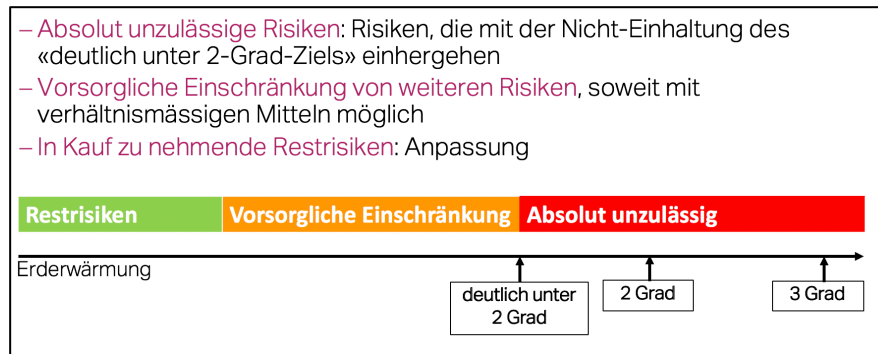 – Absolut unzulässige Risiken: Risiken, die mit der Nicht-Einhaltung des
«deutlich unter 2-Grad-Ziels» einhergehen
– Vorsorgliche Einschränkung von weiteren Risiken, soweit mit
verhältnismässigen Mitteln möglich
– In Kauf zu nehmende Restrisiken: Anpassung
Restrisiken
Vorsorgliche Einschränkung
Absolut unzulässig
Erderwärmung
deutlich unter
2 Grad
2 Grad
3 Grad